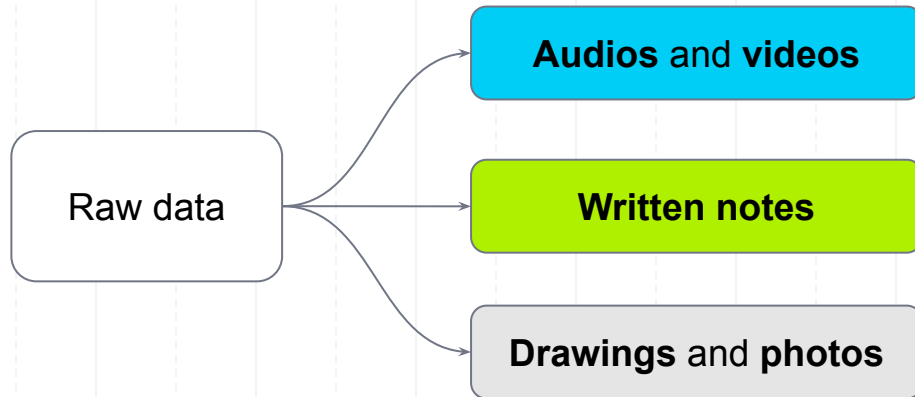 Raw data
Audios and videos
Written notes
Drawings and photos